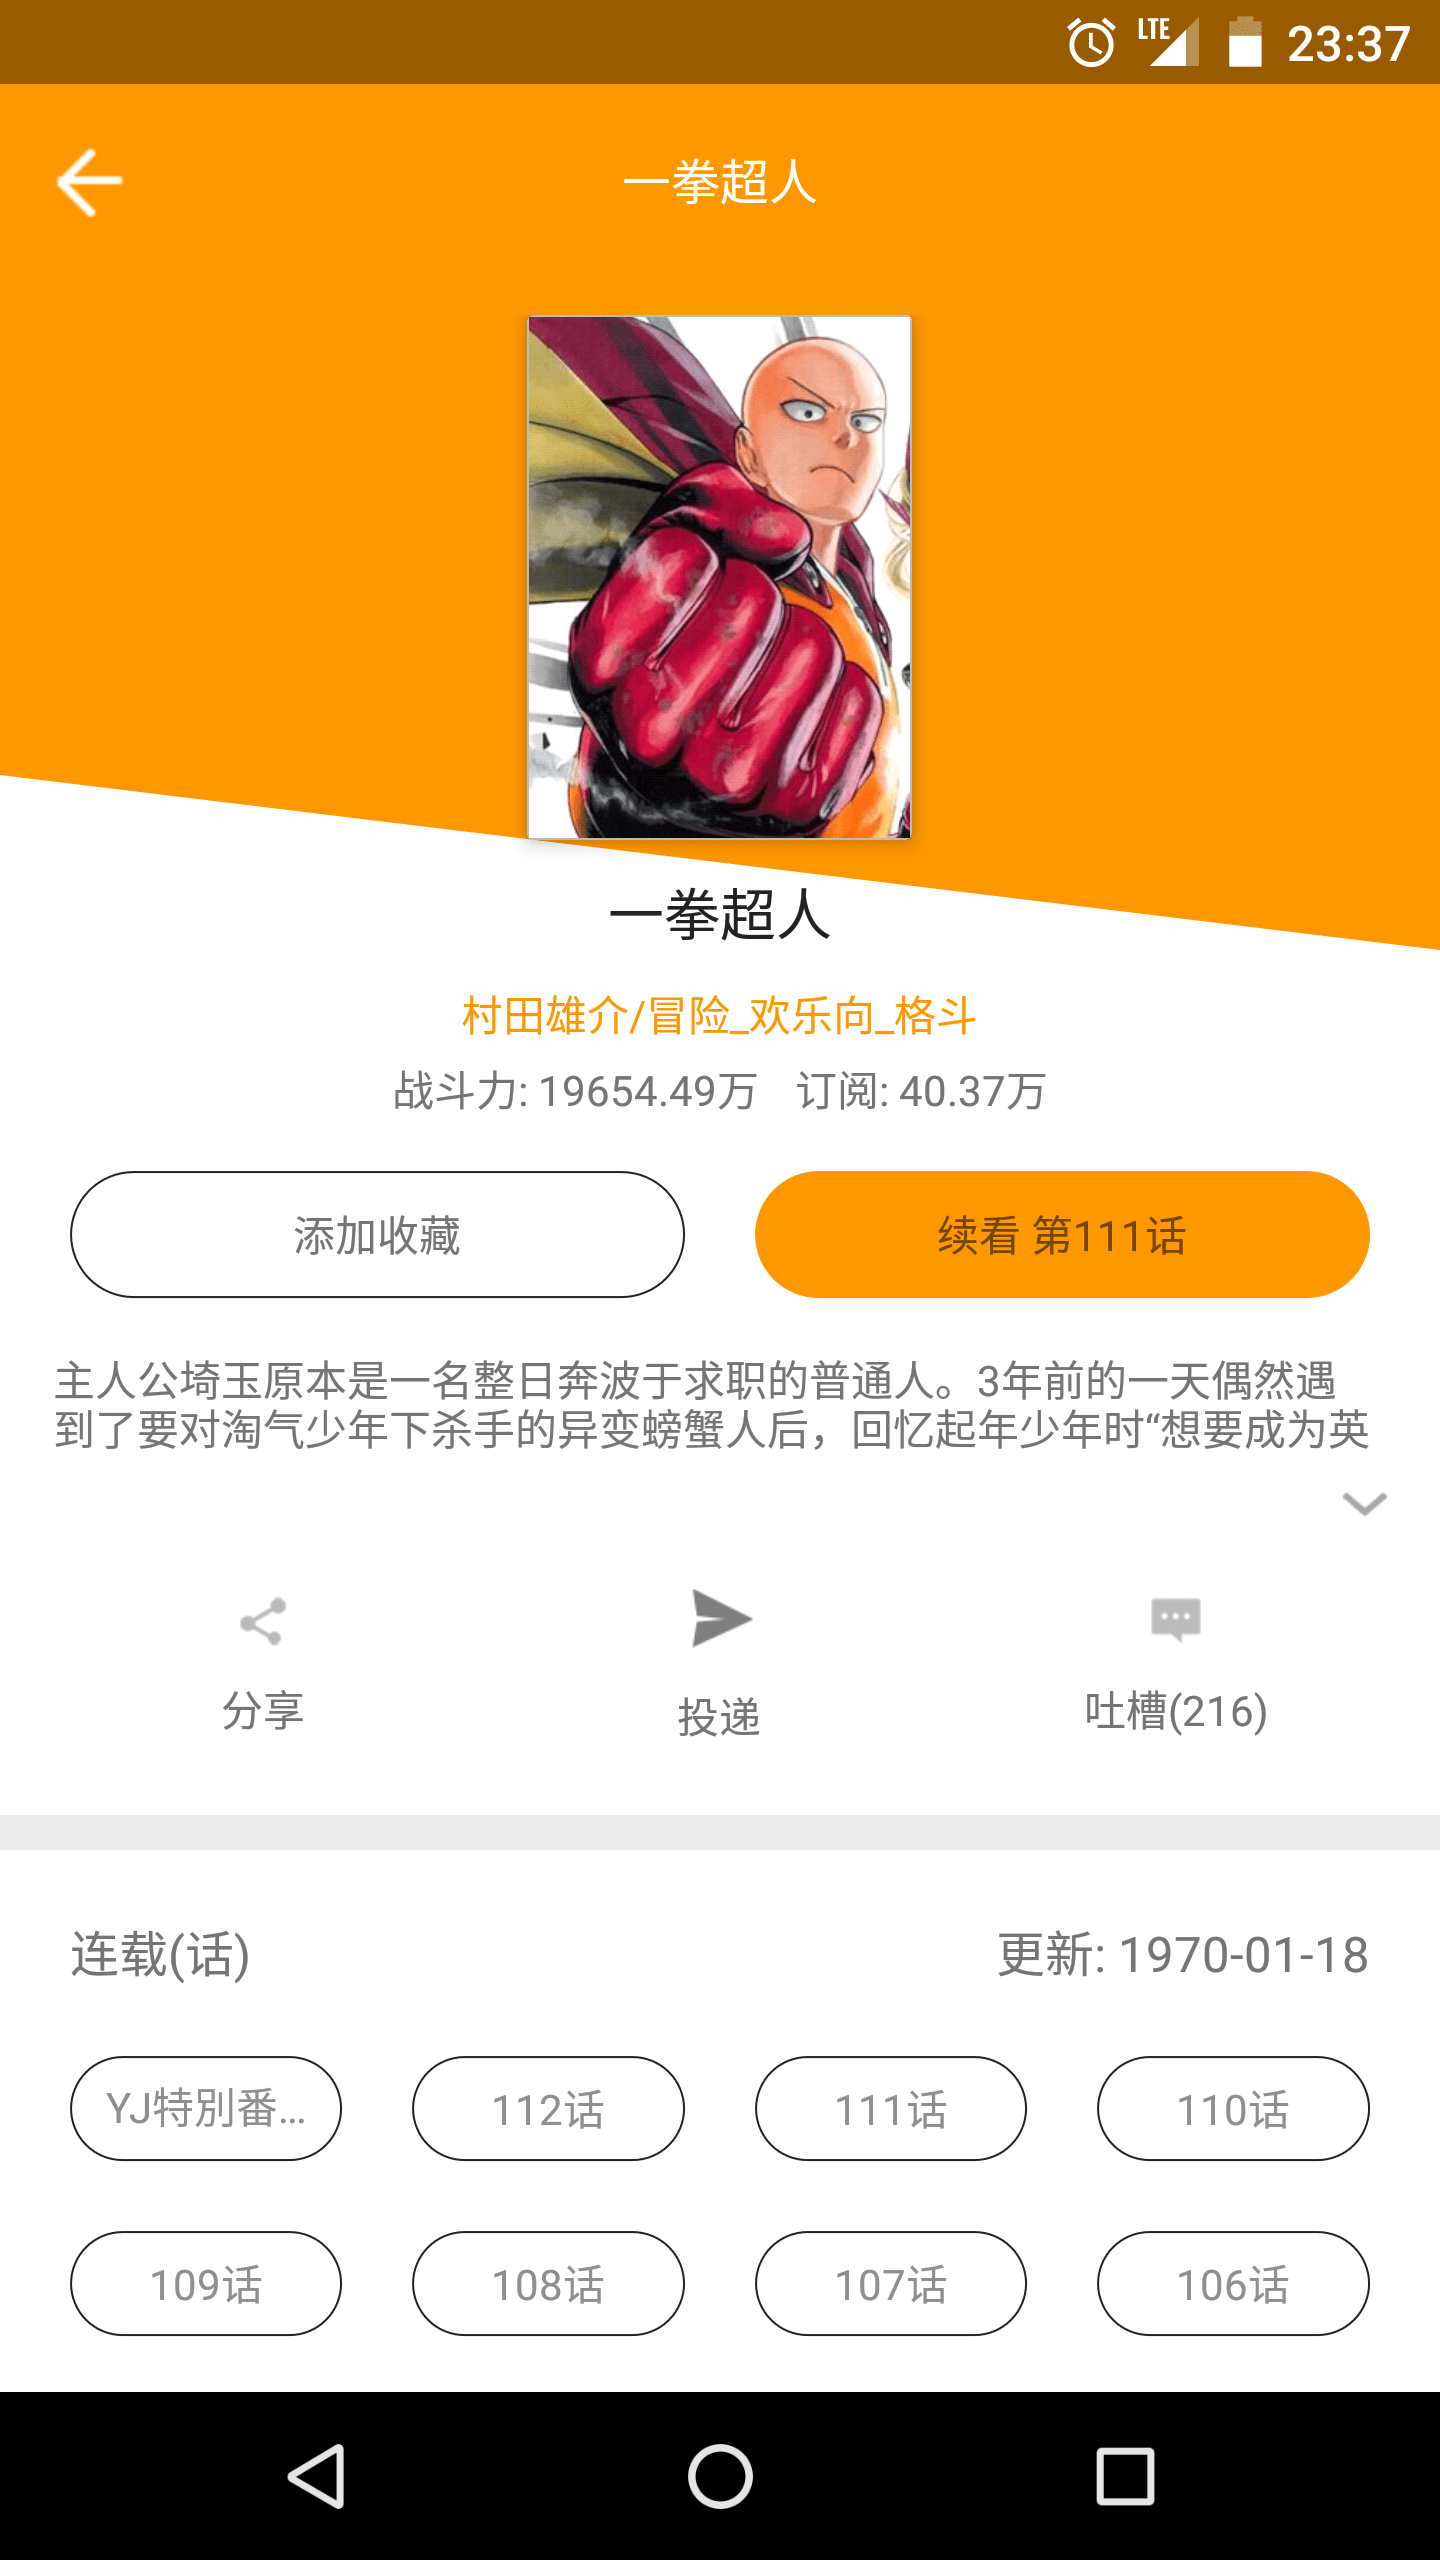 LTE 23:37
一拳超人
一拳超人
村田雄介/冒险_欢乐向_格斗
战斗力: 19654.49万 订阅: 40.37万
添加收藏 续看 第111话
主人公埼玉原本是一名整日奔波于求职的普通人。3年前的一天偶然遇
到了要对淘气少年下杀手的异变螃蟹人后，回忆起年少年时“想要成为英
分享 投递 吐槽(216)
连载(话) 更新: 1970-01-18
YJ特別番... 112话 111话 110话
109话 108话 107话 106话